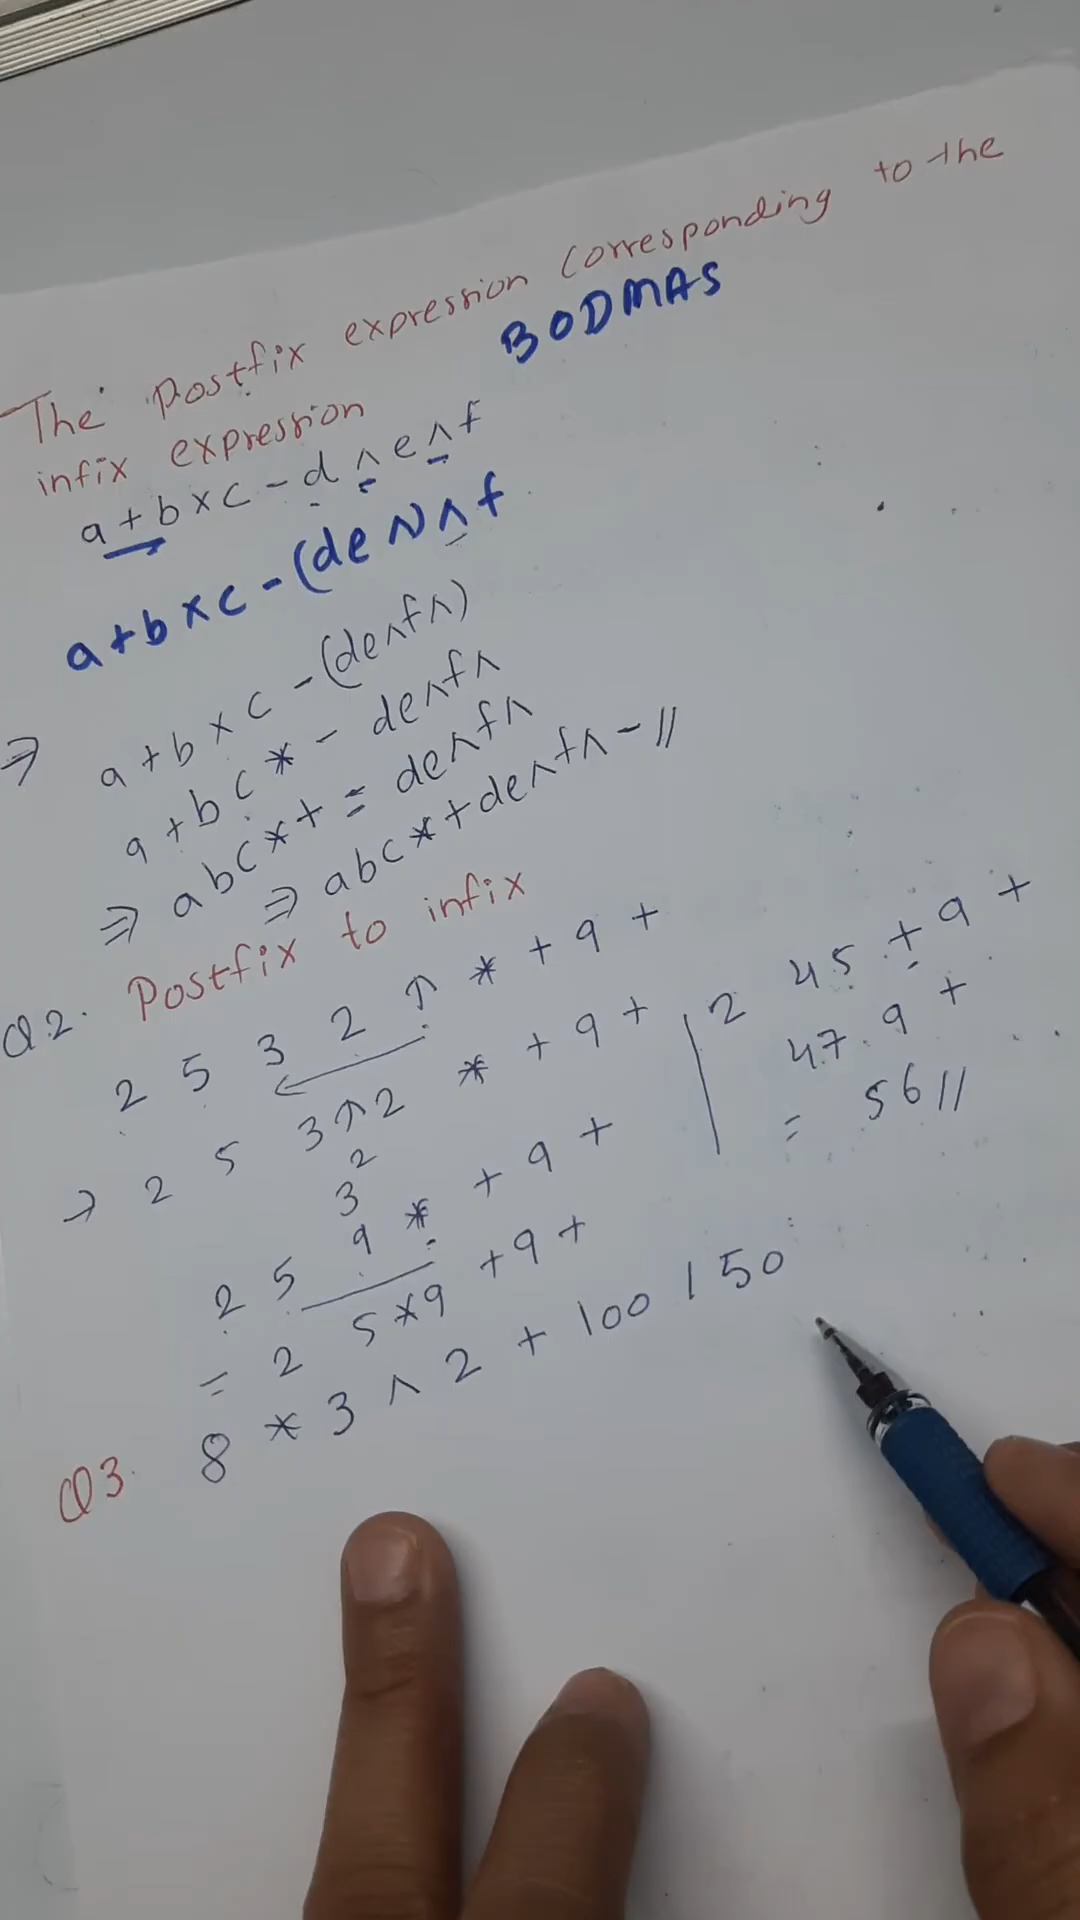 The Postfix expression Corresponding to the
infix expression
BODMAS
a + b × c - d ^ e ^ f
a + b × c - (de^) ^ f
⇒ a + b × c - (de^f^)
a + bc* - de^f^
⇒ abc*+ = de^f^
⇒ abc*+de^f^- //
Q.2. Postfix to infix
2 5 3 2 ↑ * + 9 +
→ 2 5 3↑2 * + 9 +
3²
2 5 9 * + 9 +
= 2 5*9 + 9 +
2 45 + 9 +
47 9 +
= 56 //
Q3. 8 * 3 ^ 2 + 100 / 50